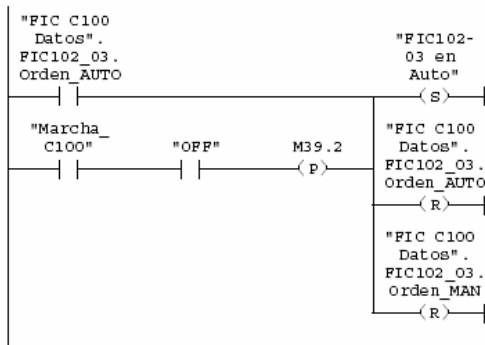 "FIC C100
Datos".
FIC102_03.
Orden_AUTO
"FIC102-
03 en
Auto"
(S)
"Marcha_
C100"
"OFF"
M39.2
(P)
"FIC C100
Datos".
FIC102_03.
Orden_AUTO
(R)
"FIC C100
Datos".
FIC102_03.
Orden_MAN
(R)